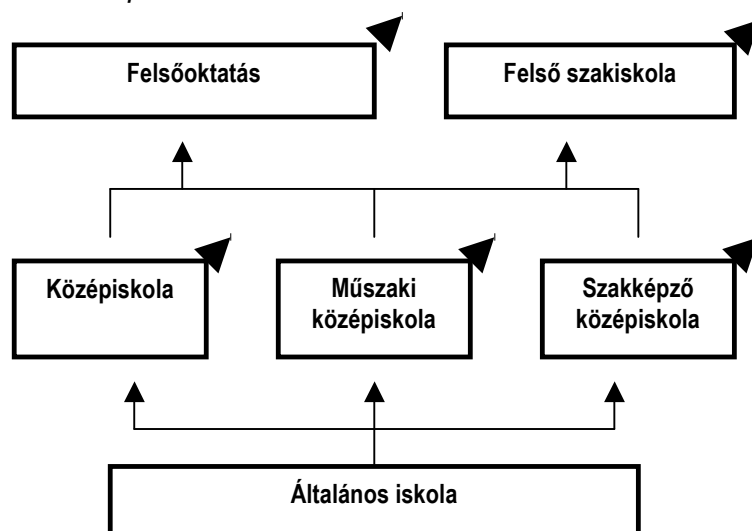 Felsőoktatás
Felső szakiskola
Középiskola
Műszaki
középiskola
Szakképző
középiskola
Általános iskola